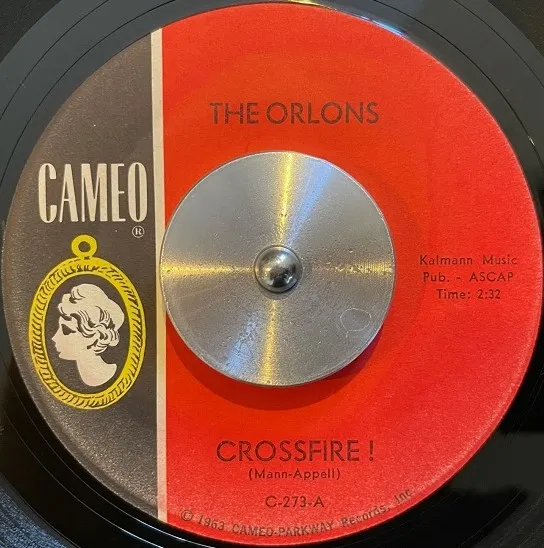 THE ORLONS
CAMEO
®
Kalmann Music
Pub. - ASCAP
Time: 2:32
CROSSFIRE !
(Mann-Appell)
C-273-A
© 1963 CAMEO-PARKWAY Records, Inc.